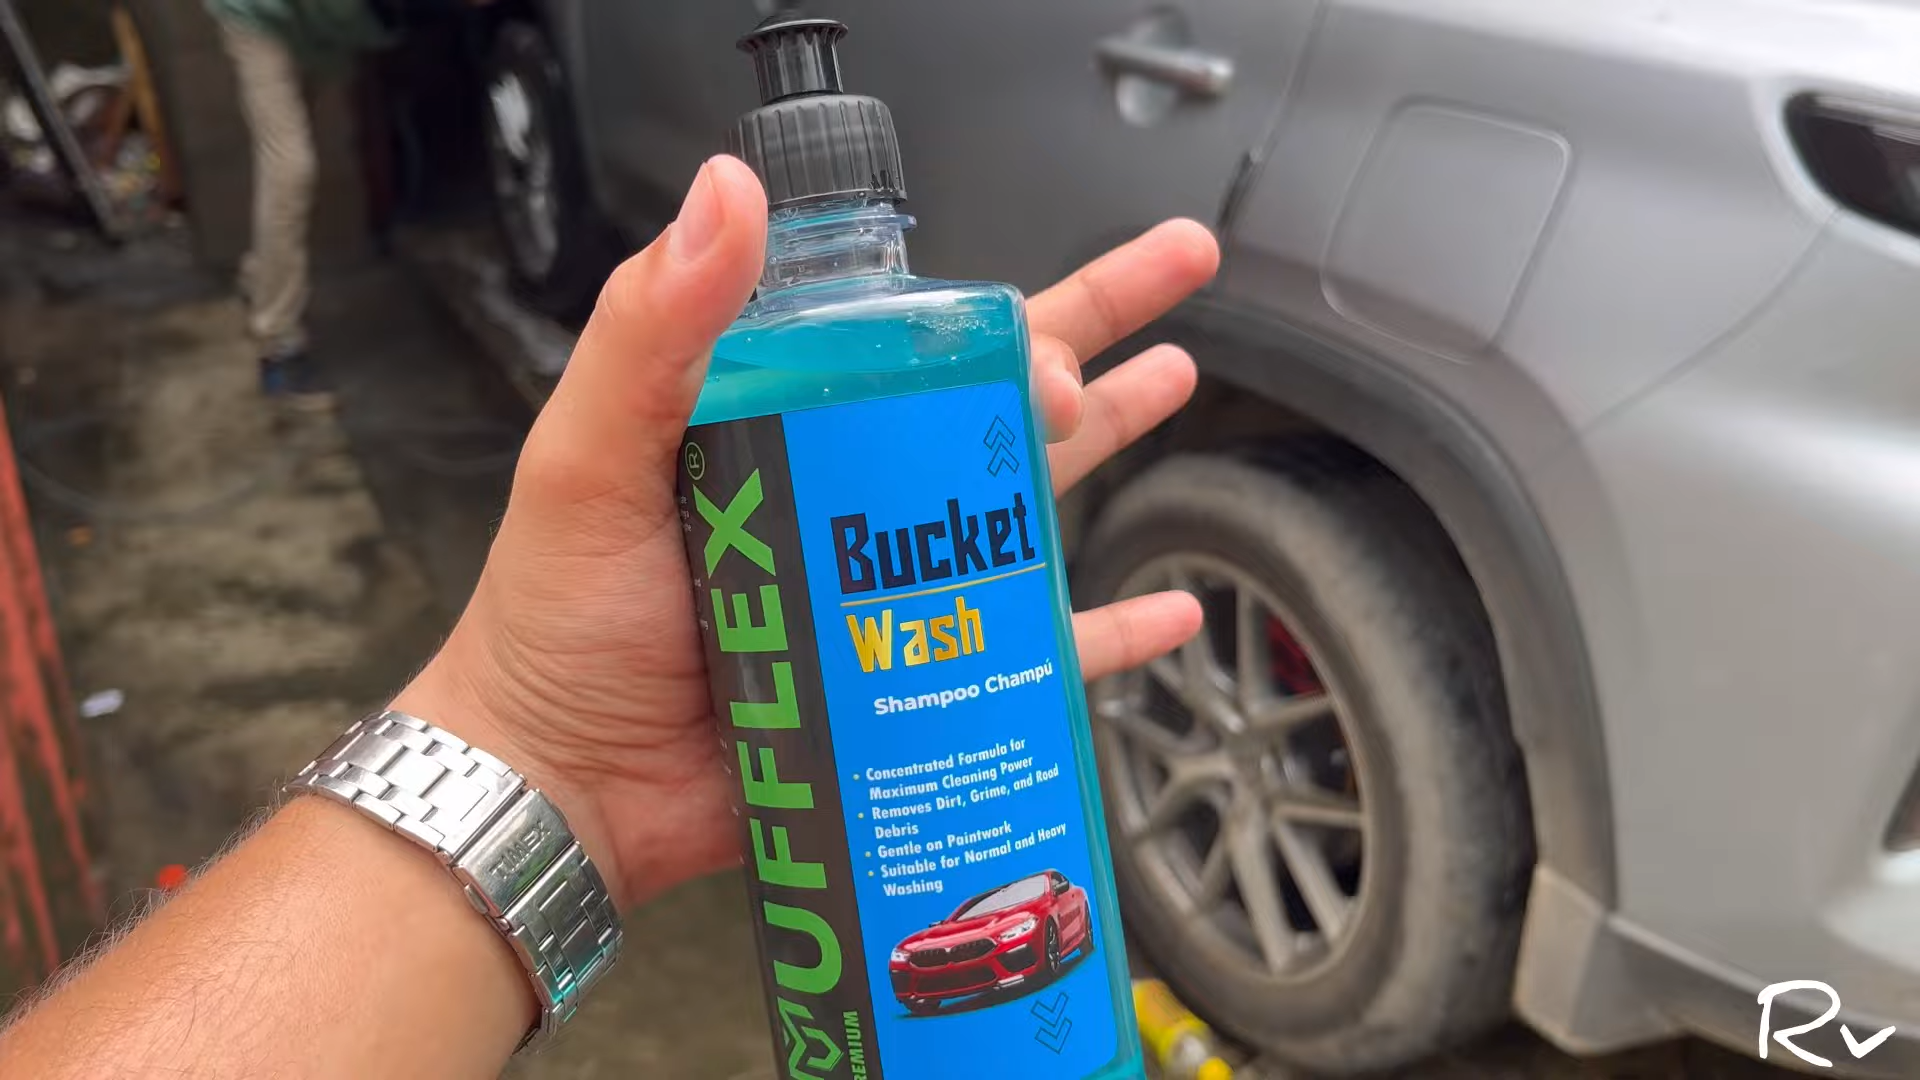 MUFFLEX®
PREMIUM
Bucket
Wash
Shampoo Champú
• Concentrated Formula for
Maximum Cleaning Power
• Removes Dirt, Grime, and Road
Debris
• Gentle on Paintwork
• Suitable for Normal and Heavy
Washing
TIMEX
Rv